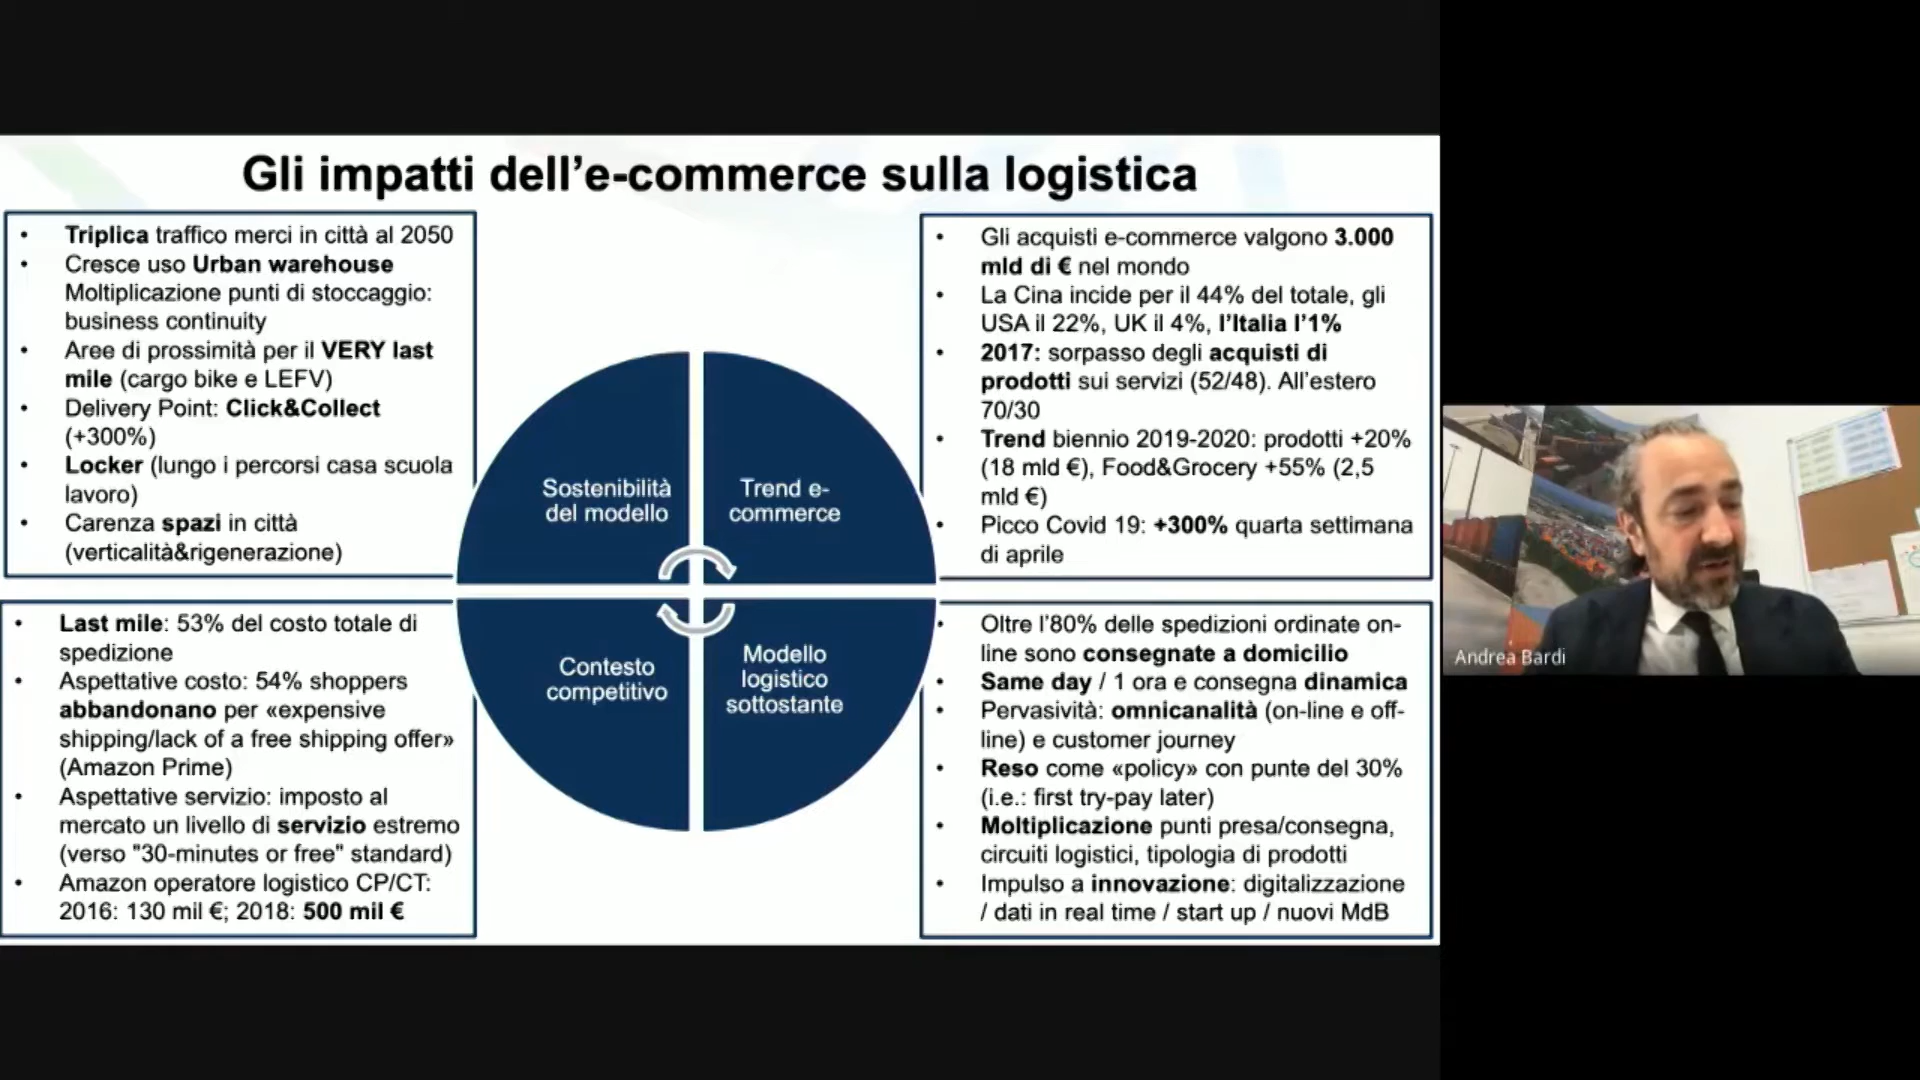 Gli impatti dell’e-commerce sulla logistica
• Triplica traffico merci in città al 2050
• Cresce uso Urban warehouse
Moltiplicazione punti di stoccaggio:
business continuity
• Aree di prossimità per il VERY last
mile (cargo bike e LEFV)
• Delivery Point: Click&Collect
(+300%)
• Locker (lungo i percorsi casa scuola
lavoro)
• Carenza spazi in città
(verticalità&rigenerazione)
• Gli acquisti e-commerce valgono 3.000
mld di € nel mondo
• La Cina incide per il 44% del totale, gli
USA il 22%, UK il 4%, l’Italia l’1%
• 2017: sorpasso degli acquisti di
prodotti sui servizi (52/48). All’estero
70/30
• Trend biennio 2019-2020: prodotti +20%
(18 mld €), Food&Grocery +55% (2,5
mld €)
• Picco Covid 19: +300% quarta settimana
di aprile
Sostenibilità
del modello
Trend e-
commerce
Contesto
competitivo
Modello
logistico
sottostante
• Last mile: 53% del costo totale di
spedizione
• Aspettative costo: 54% shoppers
abbandonano per «expensive
shipping/lack of a free shipping offer»
(Amazon Prime)
• Aspettative servizio: imposto al
mercato un livello di servizio estremo
(verso "30-minutes or free" standard)
• Amazon operatore logistico CP/CT:
2016: 130 mil €; 2018: 500 mil €
• Oltre l’80% delle spedizioni ordinate on-
line sono consegnate a domicilio
• Same day / 1 ora e consegna dinamica
• Pervasività: omnicanalità (on-line e off-
line) e customer journey
• Reso come «policy» con punte del 30%
(i.e.: first try-pay later)
• Moltiplicazione punti presa/consegna,
circuiti logistici, tipologia di prodotti
• Impulso a innovazione: digitalizzazione
/ dati in real time / start up / nuovi MdB
Andrea Bardi